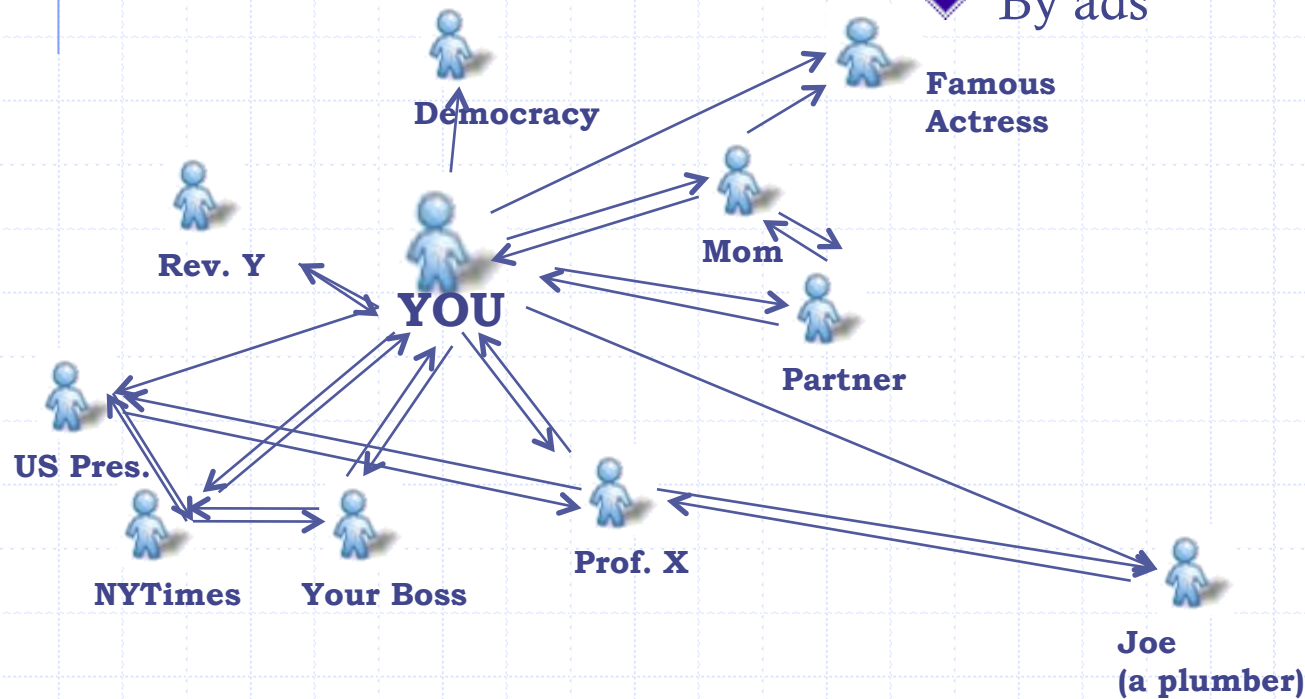 By ads
Democracy
Famous
Actress
Rev. Y
Mom
YOU
Partner
US Pres.
Prof. X
NYTimes
Your Boss
Joe
(a plumber)